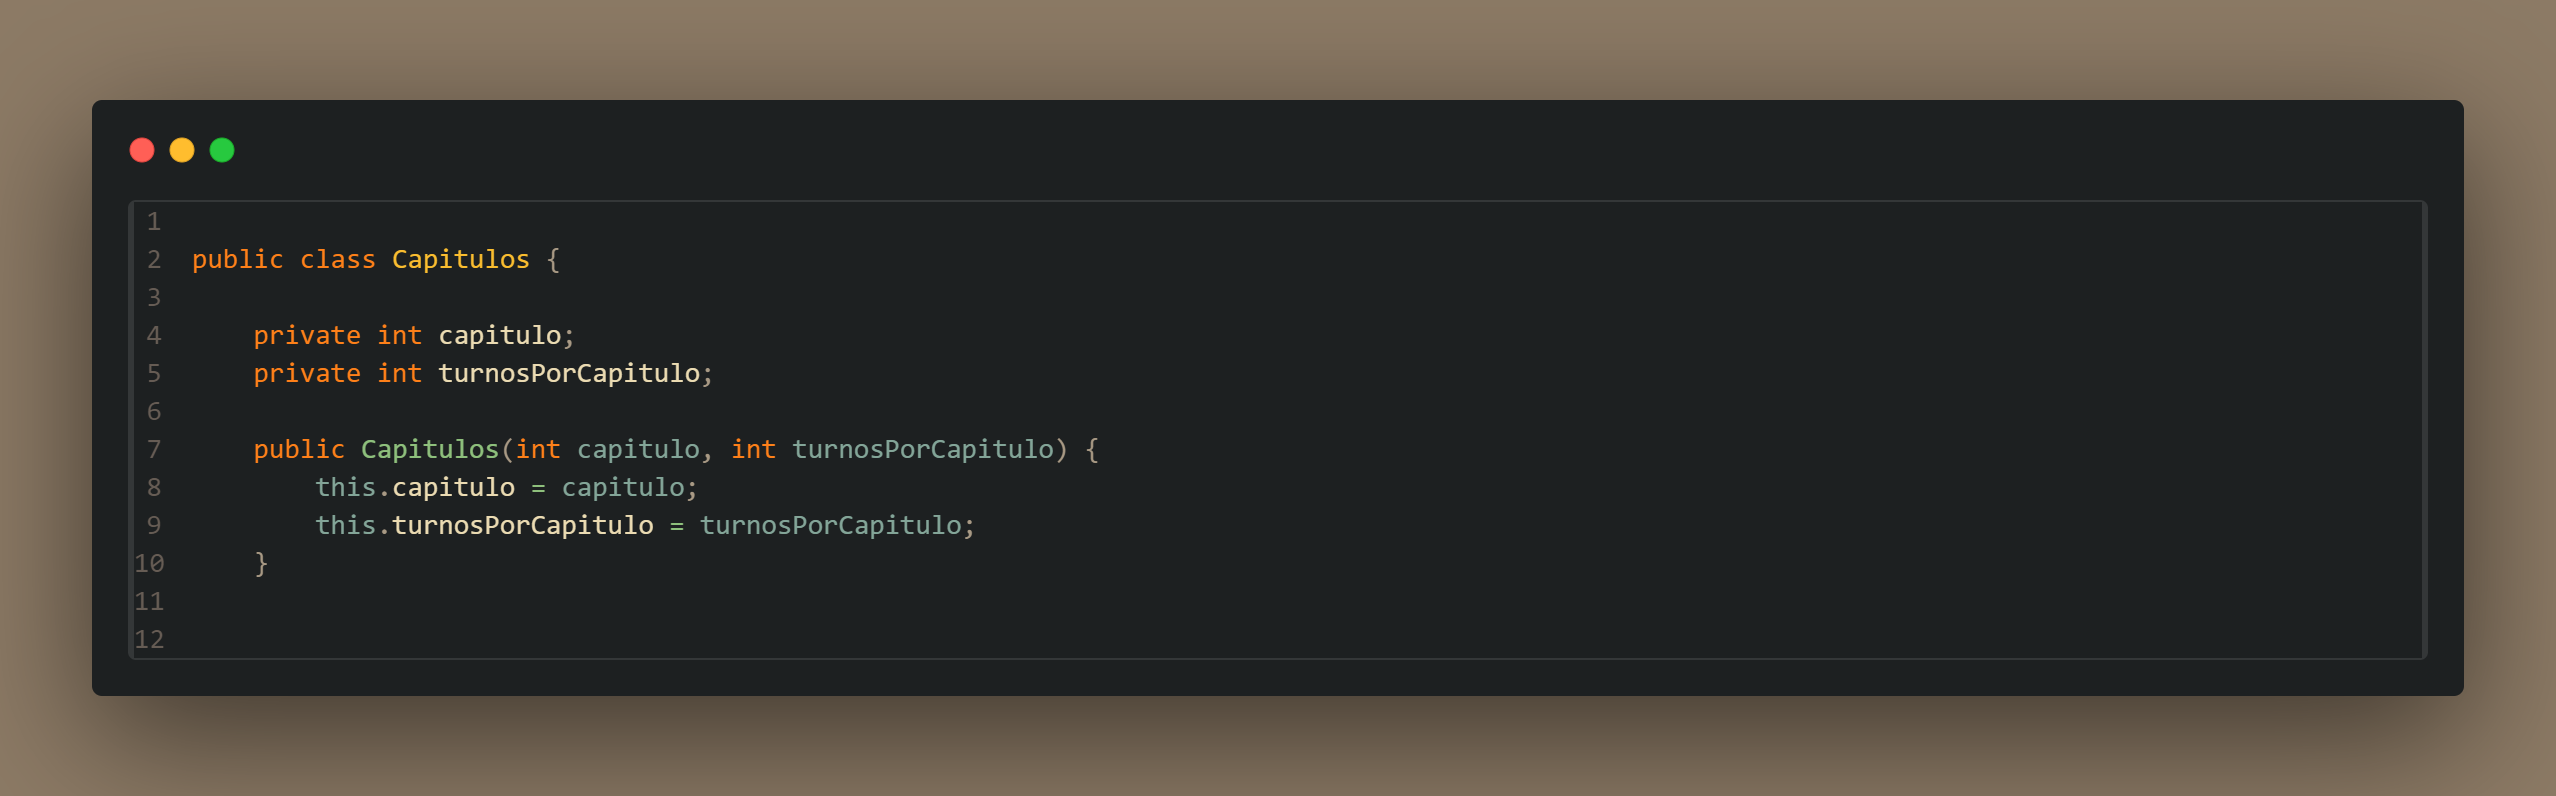 1
2 public class Capitulos {
3
4     private int capitulo;
5     private int turnosPorCapitulo;
6
7     public Capitulos(int capitulo, int turnosPorCapitulo) {
8         this.capitulo = capitulo;
9         this.turnosPorCapitulo = turnosPorCapitulo;
10     }
11
12